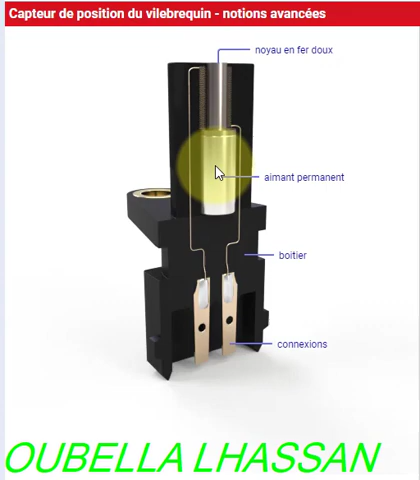 Capteur de position du vilebrequin - notions avancées
noyau en fer doux
aimant permanent
boitier
connexions
OUBELLA LHASSAN